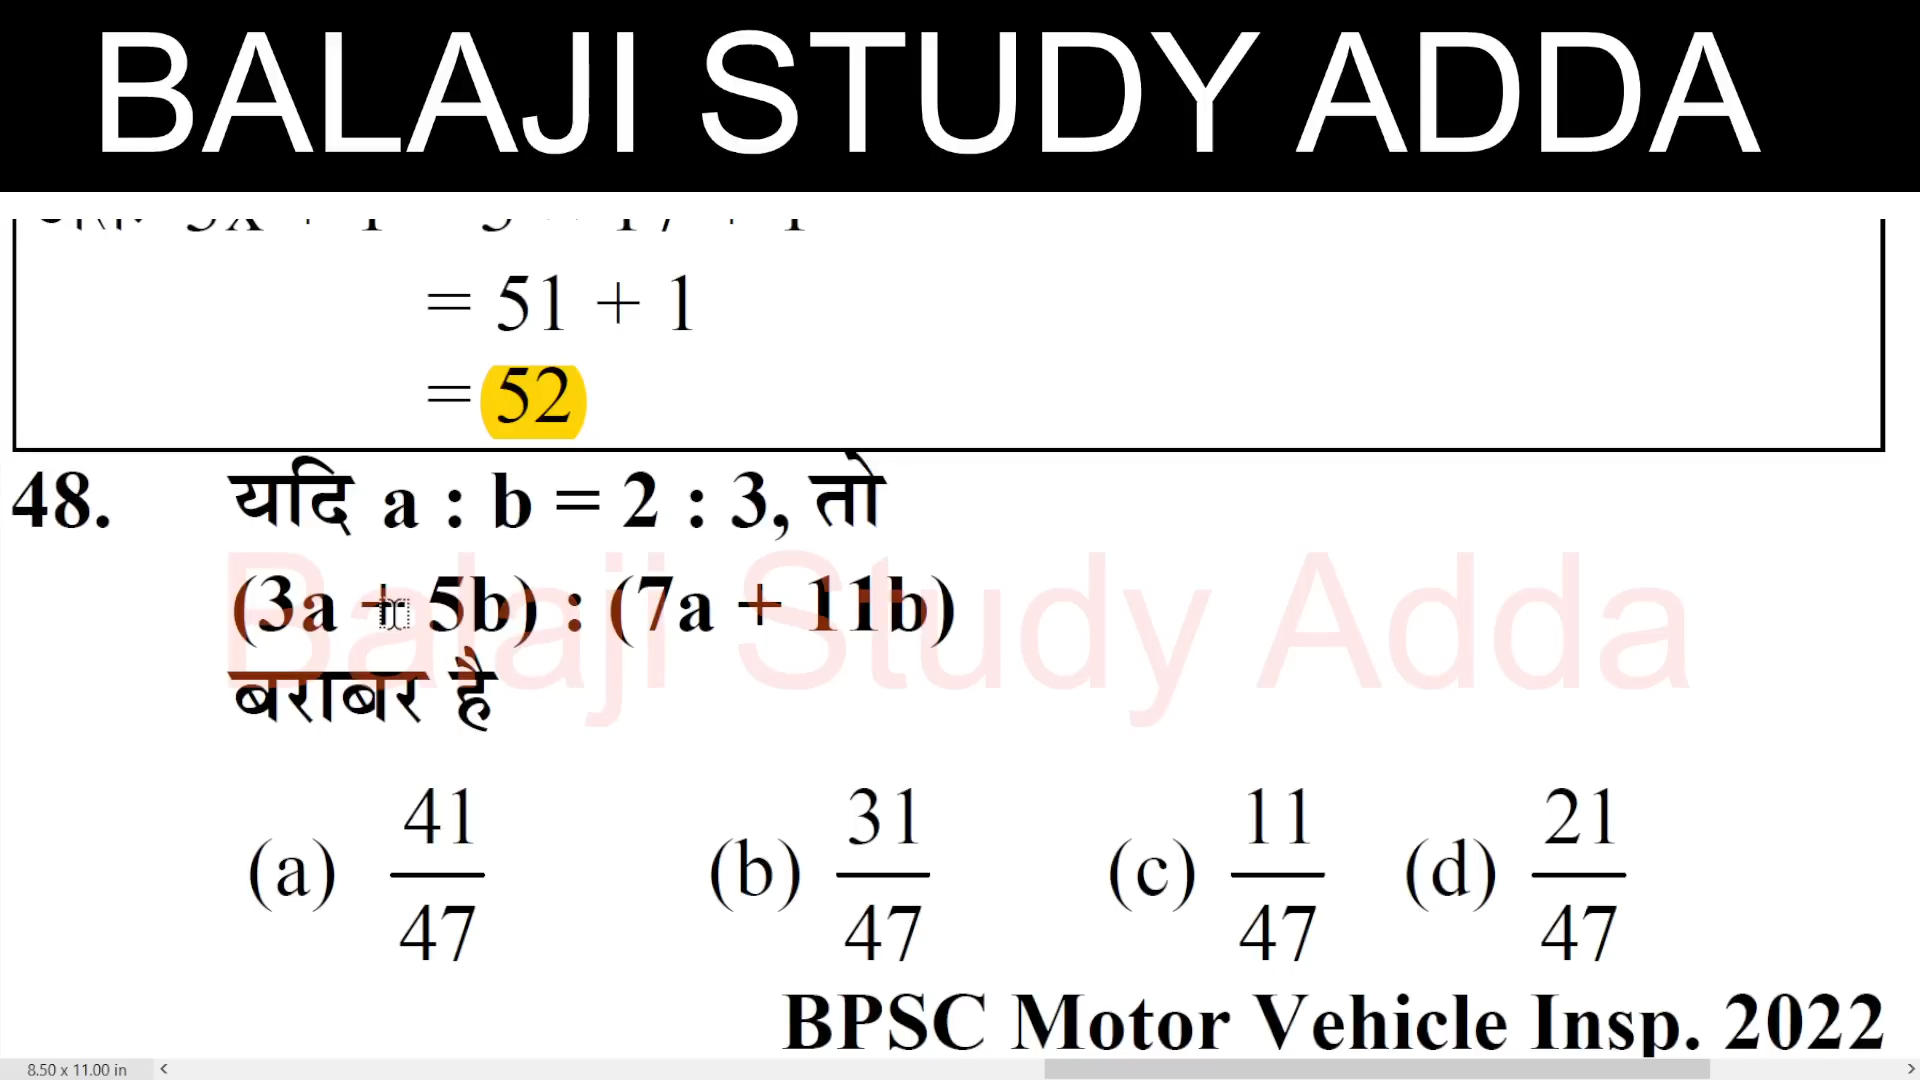 BALAJI STUDY ADDA
= 51 + 1
= 52
48. यदि a : b = 2 : 3, तो
(3a + 5b) : (7a + 11b)
बराबर है
(a) 41/47 (b) 31/47 (c) 11/47 (d) 21/47
BPSC Motor Vehicle Insp. 2022
Balaji Study Adda
8.50 x 11.00 in